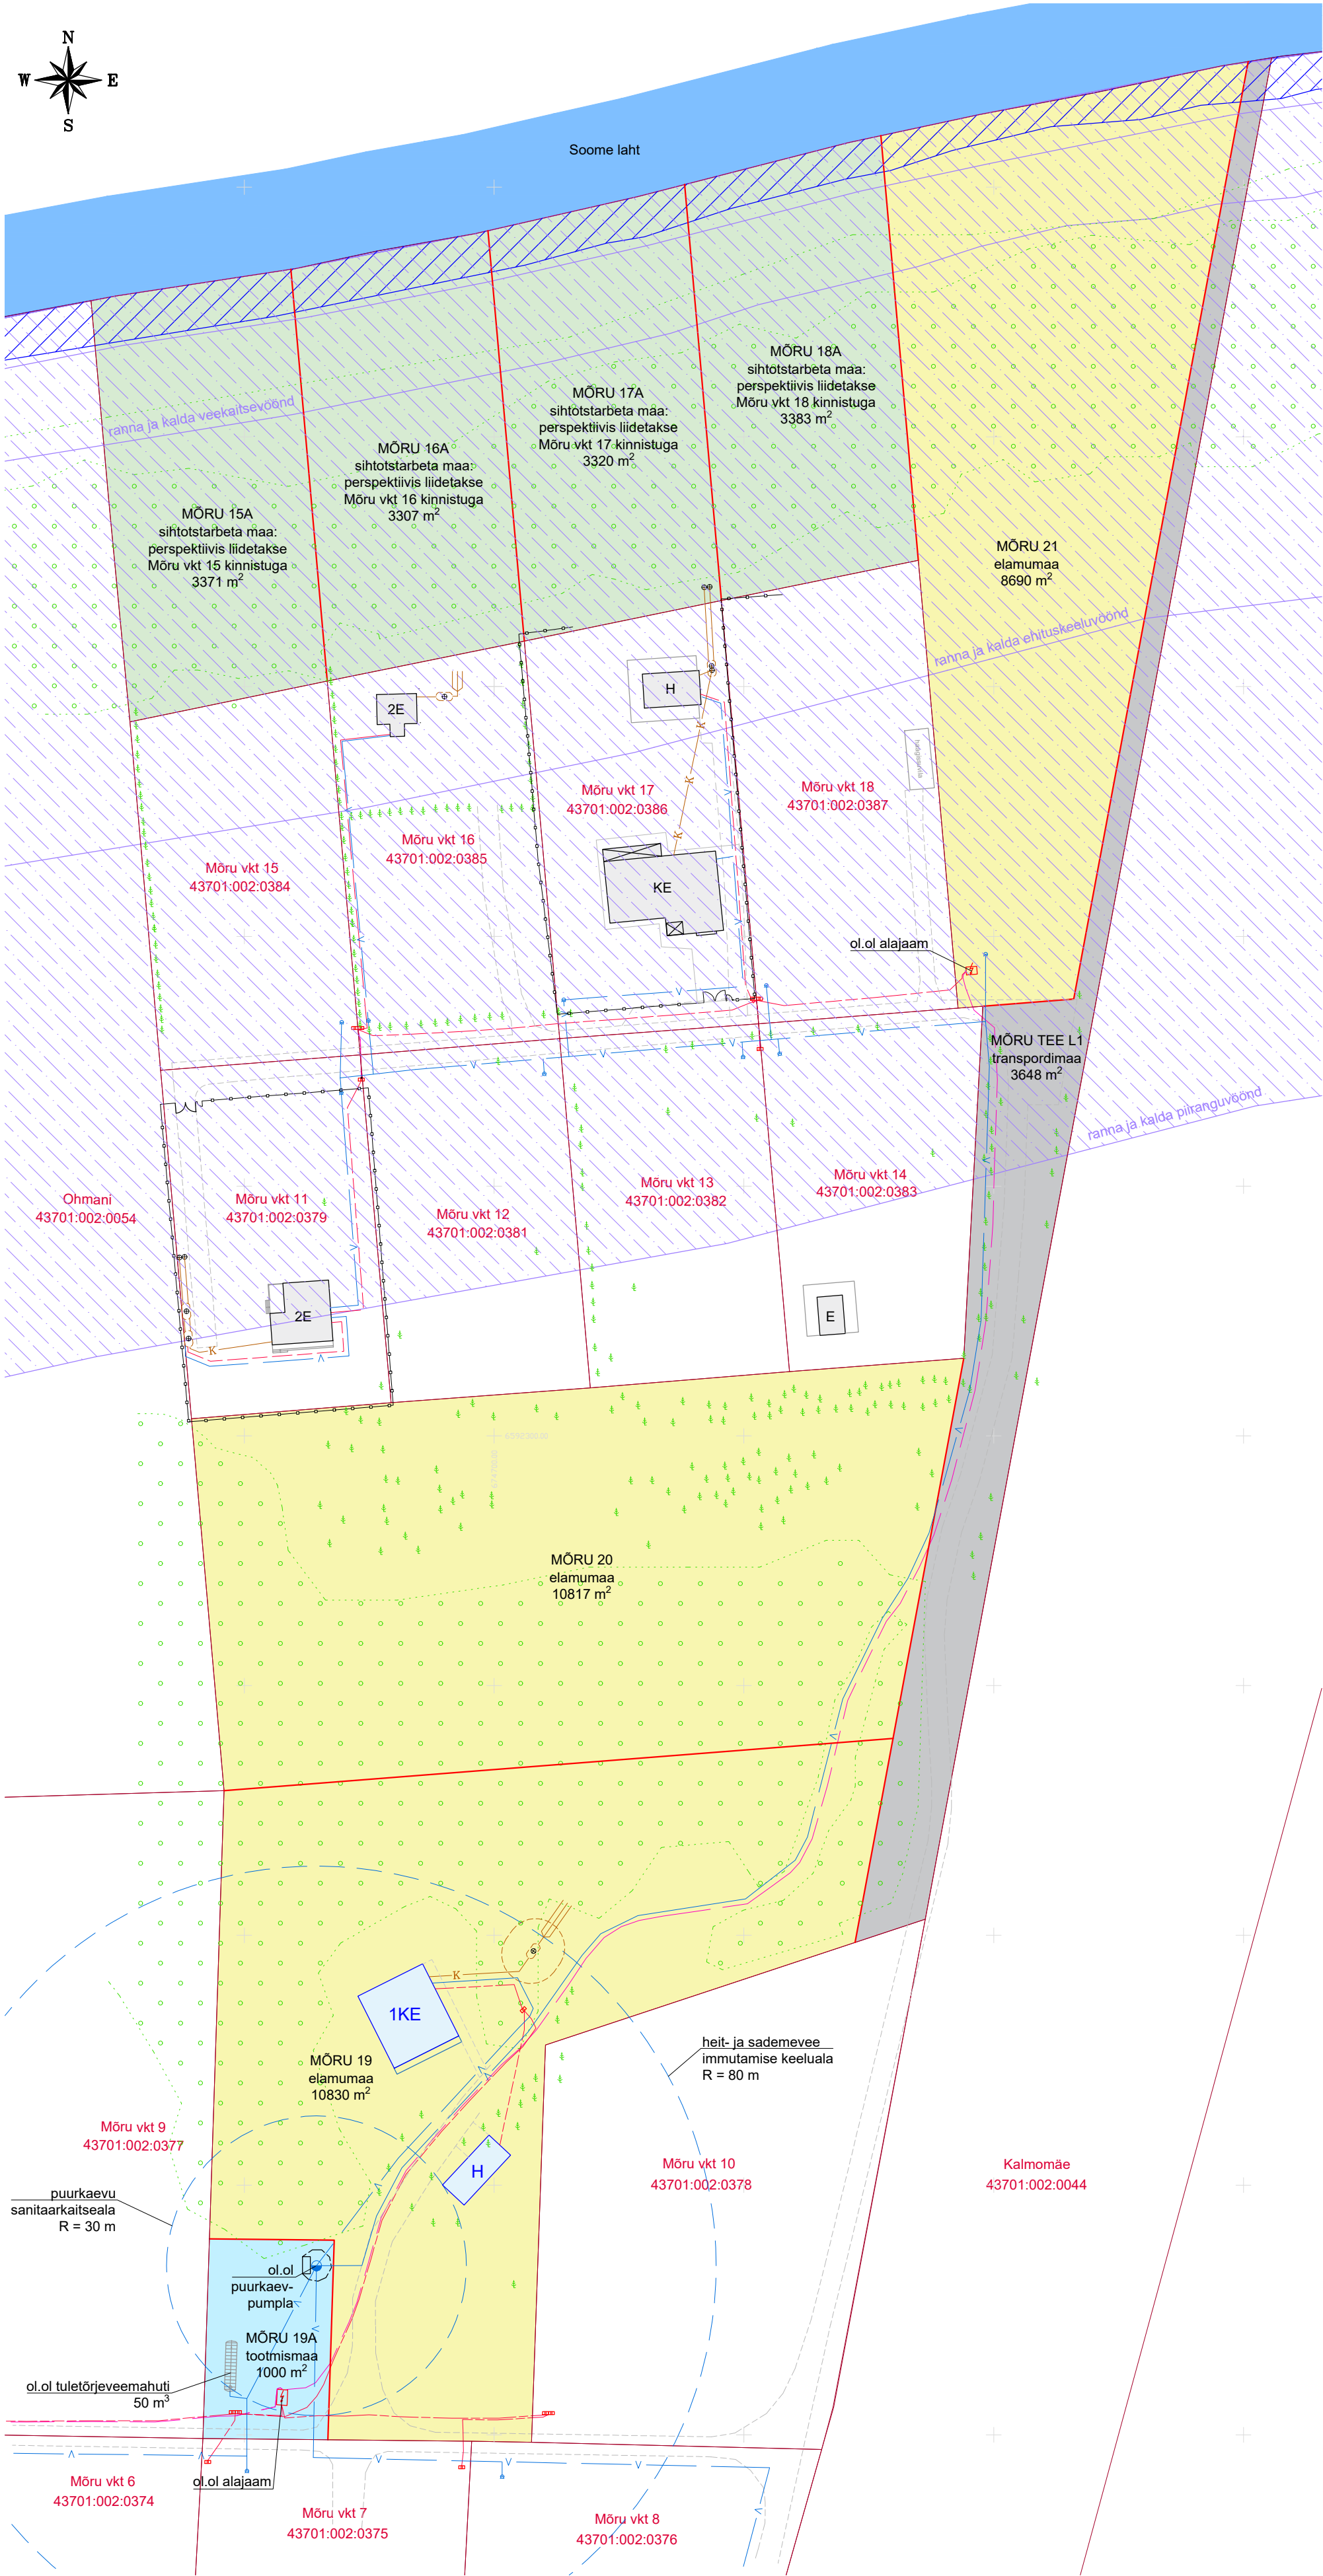 N
W E
S
Soome laht
ranna ja kalda veekaitsevöönd
MÕRU 18A
sihtotstarbeta maa:
perspektiivis liidetakse
Mõru vkt 18 kinnistuga
3383 m²
MÕRU 17A
sihtotstarbeta maa:
perspektiivis liidetakse
Mõru vkt 17 kinnistuga
3320 m²
MÕRU 16A
sihtotstarbeta maa:
perspektiivis liidetakse
Mõru vkt 16 kinnistuga
3307 m²
MÕRU 15A
sihtotstarbeta maa:
perspektiivis liidetakse
Mõru vkt 15 kinnistuga
3371 m²
MÕRU 21
elamumaa
8690 m²
ranna ja kalda ehituskeeluvöönd
H
2E
K
K
K
Mõru vkt 17
43701:002:0386
Mõru vkt 18
43701:002:0387
Mõru vkt 16
43701:002:0385
Mõru vkt 15
43701:002:0384
KE
ol.ol alajaam
MÕRU TEE L1
transpordimaa
3648 m²
ranna ja kalda piiranguvöönd
Ohmani
43701:002:0054
Mõru vkt 11
43701:002:0379
Mõru vkt 12
43701:002:0381
Mõru vkt 13
43701:002:0382
Mõru vkt 14
43701:002:0383
2E
E
K
MÕRU 20
elamumaa
10817 m²
K
1KE
MÕRU 19
elamumaa
10830 m²
heit- ja sademevee
immutamise keeluala
R = 80 m
Mõru vkt 9
43701:002:0377
H
Mõru vkt 10
43701:002:0378
Kalmomäe
43701:002:0044
puurkaevu
sanitaarkaitseala
R = 30 m
ol.ol
puurkaev-
pumpla
MÕRU 19A
tootmismaa
1000 m²
ol.ol tuletõrjeveemahuti
50 m³
ol.ol alajaam
Mõru vkt 6
43701:002:0374
Mõru vkt 7
43701:002:0375
Mõru vkt 8
43701:002:0376